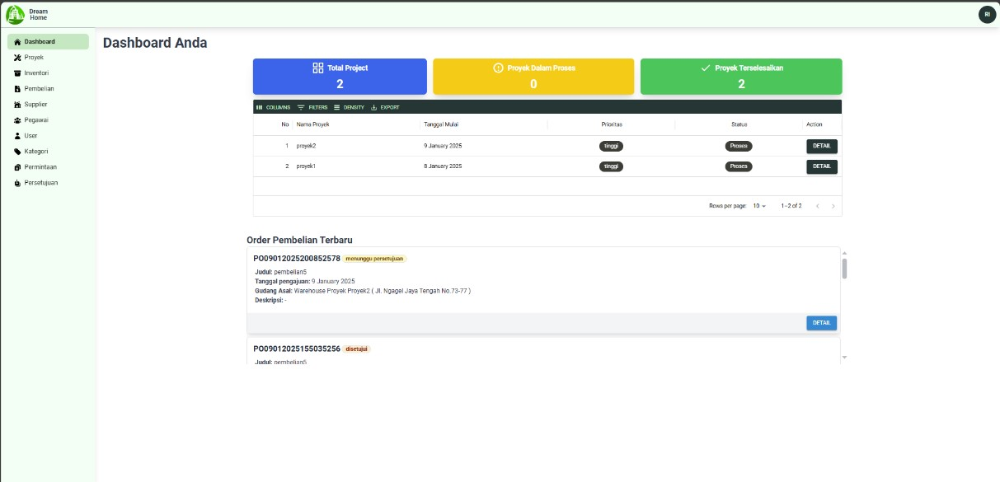 Dream
Home
RI
Dashboard
Proyek
Inventori
Pembelian
Supplier
Pegawai
User
Kategori
Permintaan
Persetujuan
Dashboard Anda
Total Project
2
Proyek Dalam Proses
0
Proyek Terselesaikan
2
COLUMNS FILTERS DENSITY EXPORT
No Nama Proyek Tanggal Mulai Prioritas Status Action
1 proyek2 9 January 2025 tinggi Proses DETAIL
2 proyek1 8 January 2025 tinggi Proses DETAIL
Rows per page: 10 1–2 of 2
Order Pembelian Terbaru
PO09012025200852578 menunggu persetujuan
Judul: pembelian5
Tanggal pengajuan: 9 January 2025
Gudang Asal: Warehouse Proyek Proyek2 ( Jl. Ngagel Jaya Tengah No.73-77 )
Deskripsi: -
DETAIL
PO09012025155035256 disetujui
Judul: pembelian5